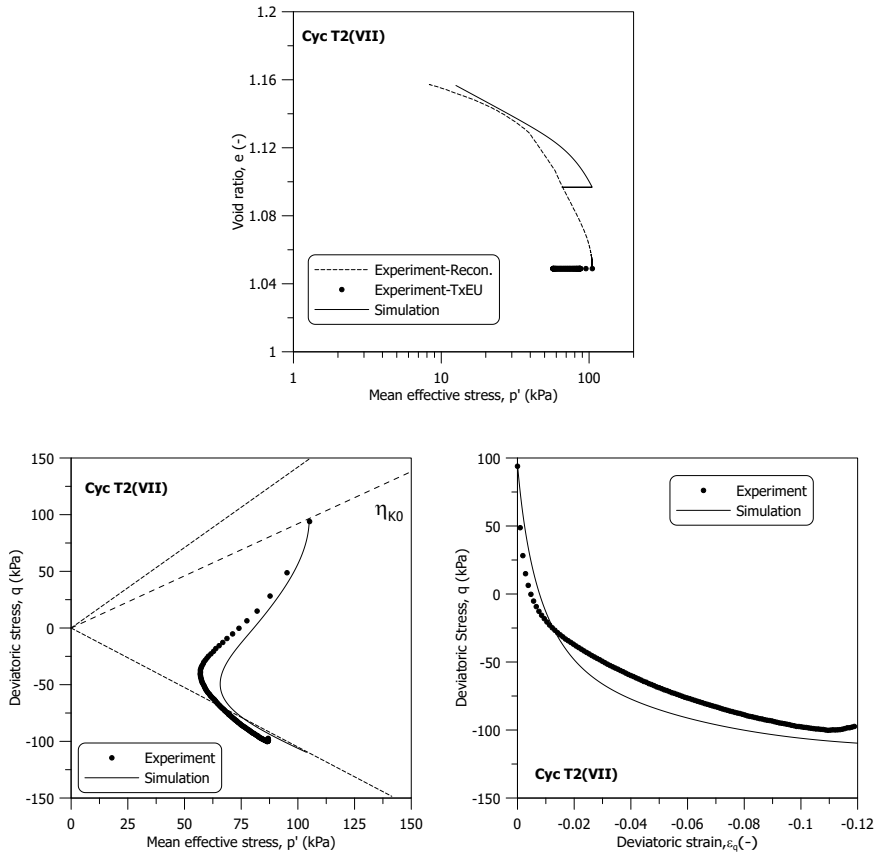 Cyc T2(VII)
1.2
1.16
1.12
1.08
1.04
1
Void ratio, e (-)
Experiment-Recon.
Experiment-TxEU
Simulation
1 10 100
Mean effective stress, p' (kPa)
Cyc T2(VII)
150
100
50
0
-50
-100
-150
Deviatoric stress, q (kPa)
ηK0
Experiment
Simulation
0 25 50 75 100 125 150
Mean effective stress, p' (kPa)
100
50
0
-50
-100
-150
Deviatoric Stress, q (kPa)
Experiment
Simulation
Cyc T2(VII)
0 -0.02 -0.04 -0.06 -0.08 -0.1 -0.12
Deviatoric strain,εq(-)